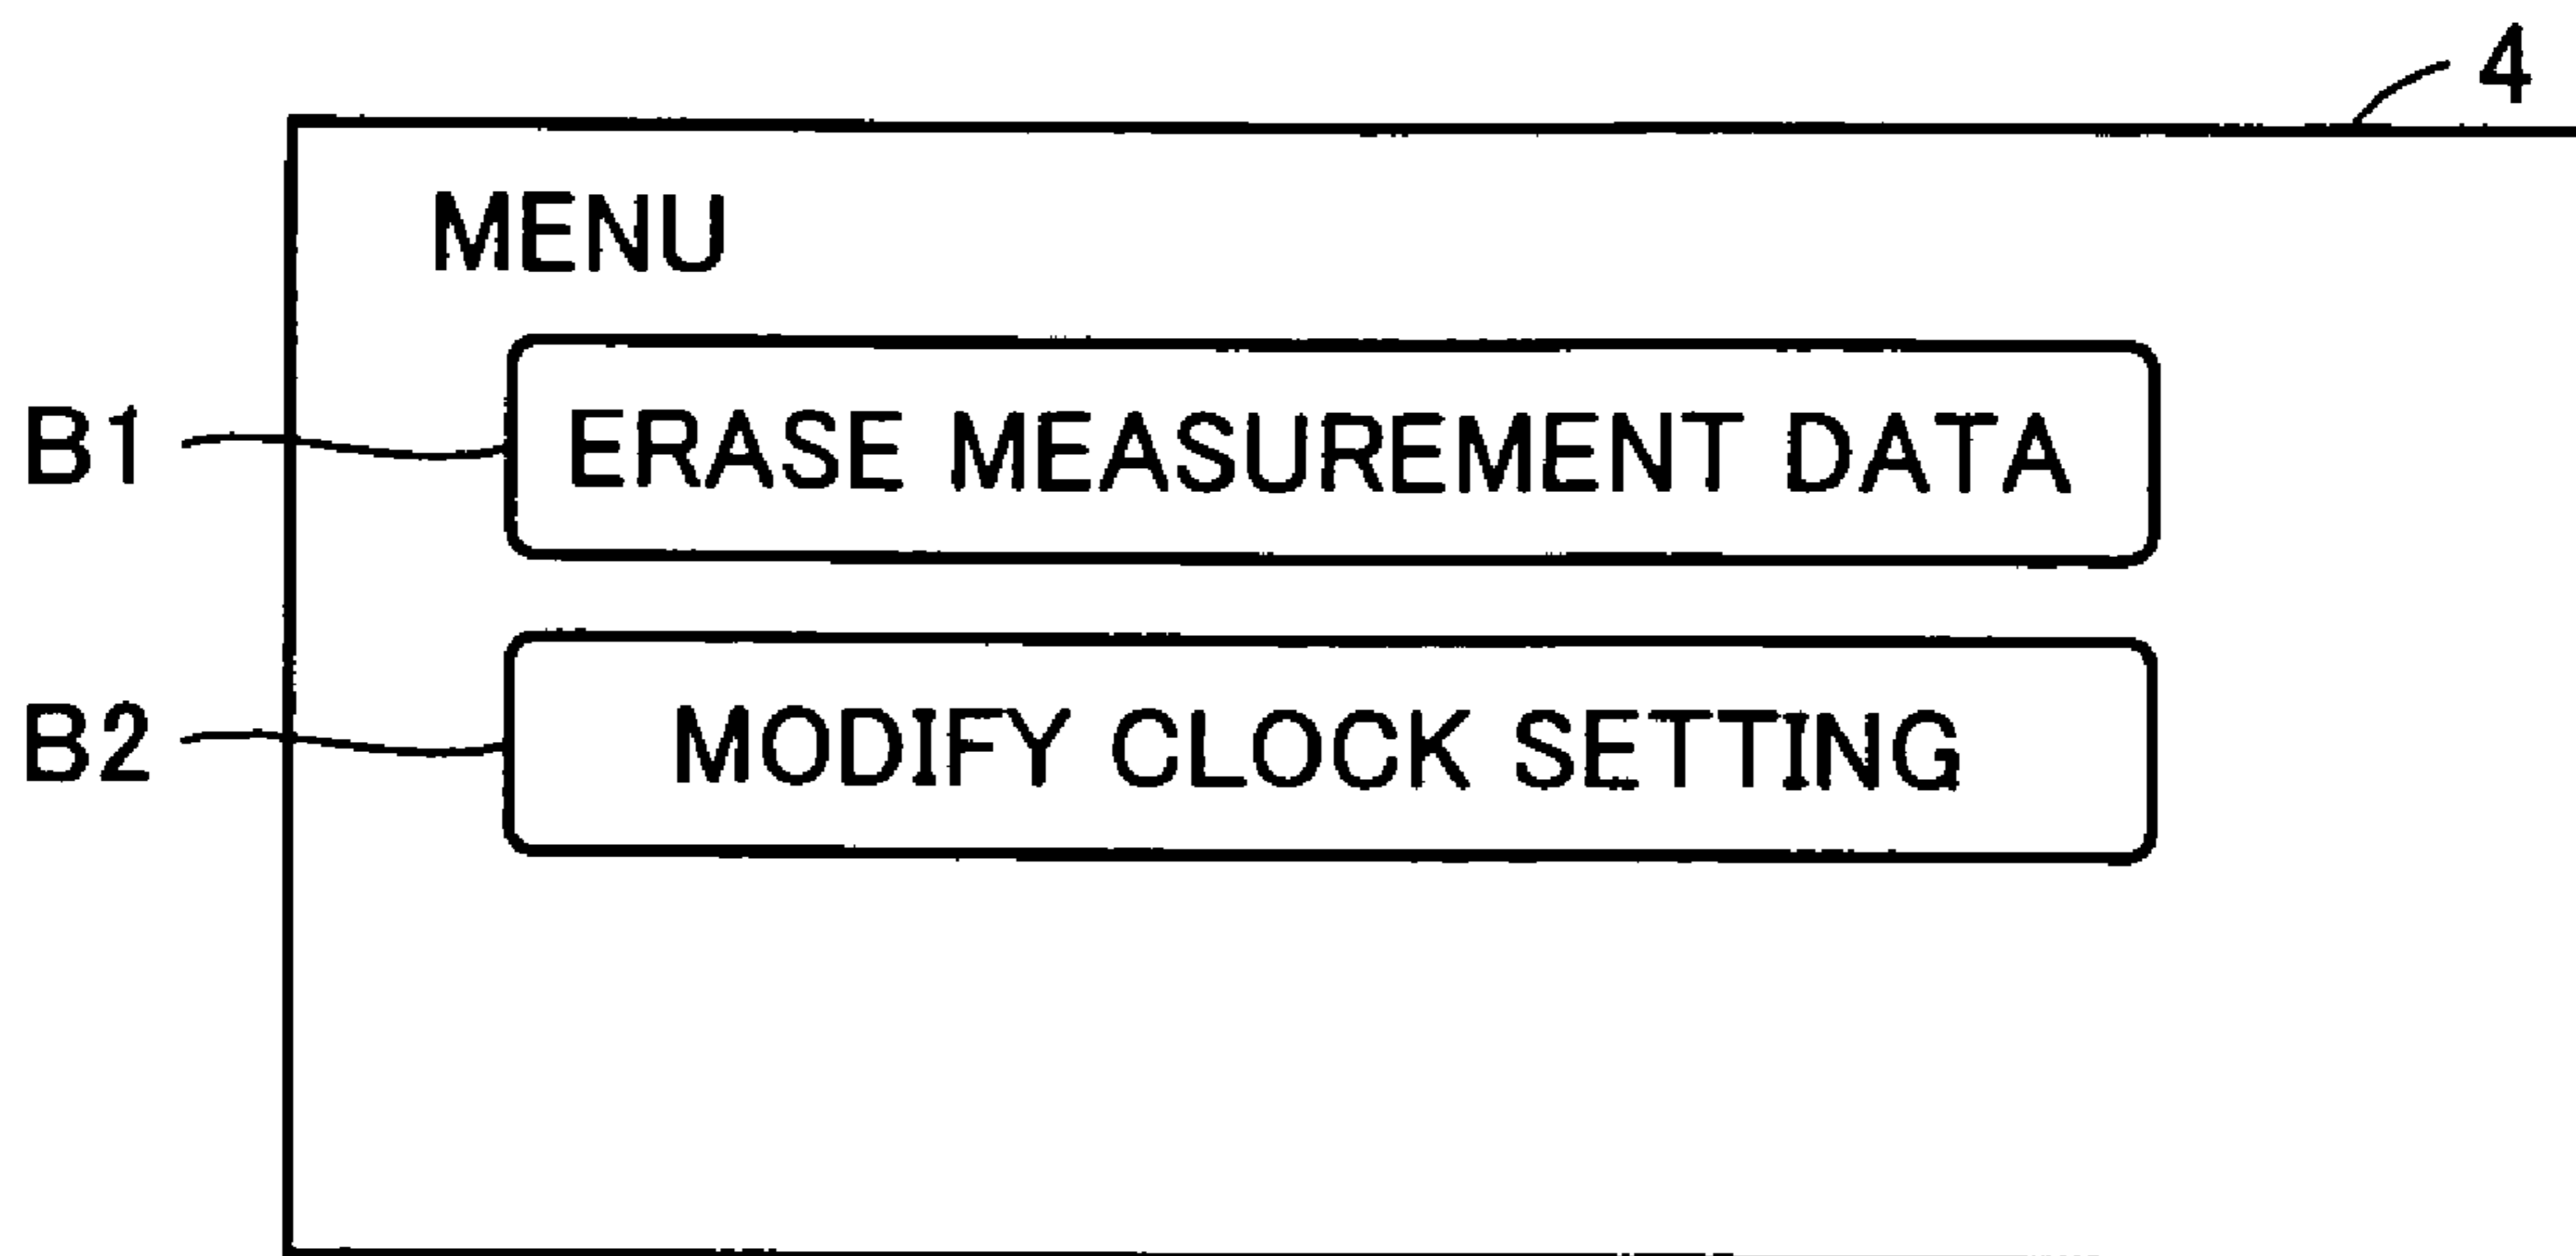 4
MENU
B1 ERASE MEASUREMENT DATA
B2 MODIFY CLOCK SETTING